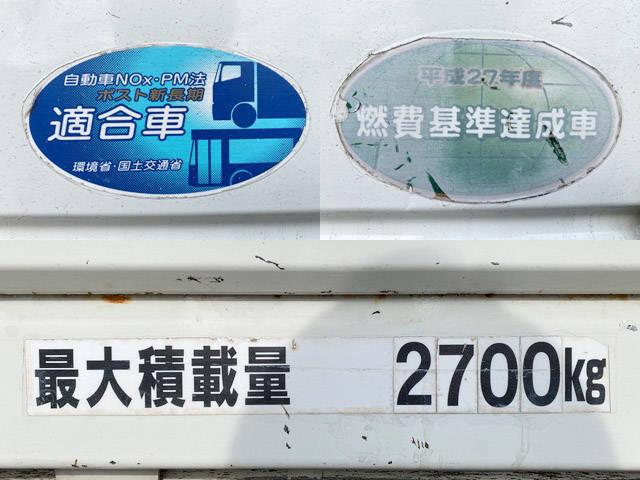 自動車NOx・PM法
ポスト新長期
適合車
環境省・国土交通省
平成27年度
燃費基準達成車
最大積載量 2700kg